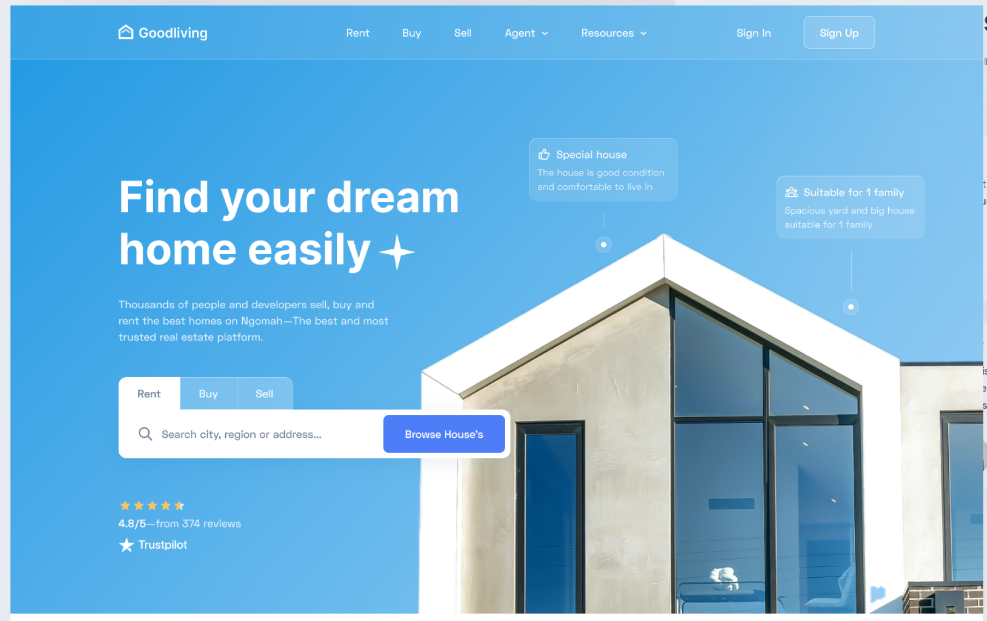 Goodliving
Rent
Buy
Sell
Agent
Resources
Sign In
Sign Up
Special house
The house is good condition
and comfortable to live in
Suitable for 1 family
Spacious yard and big house
suitable for 1 family
Find your dream
home easily
Thousands of people and developers sell, buy and
rent the best homes on Ngomah—The best and most
trusted real estate platform.
Rent
Buy
Sell
Search city, region or address...
Browse House's
4.8/5—from 374 reviews
Trustpilot